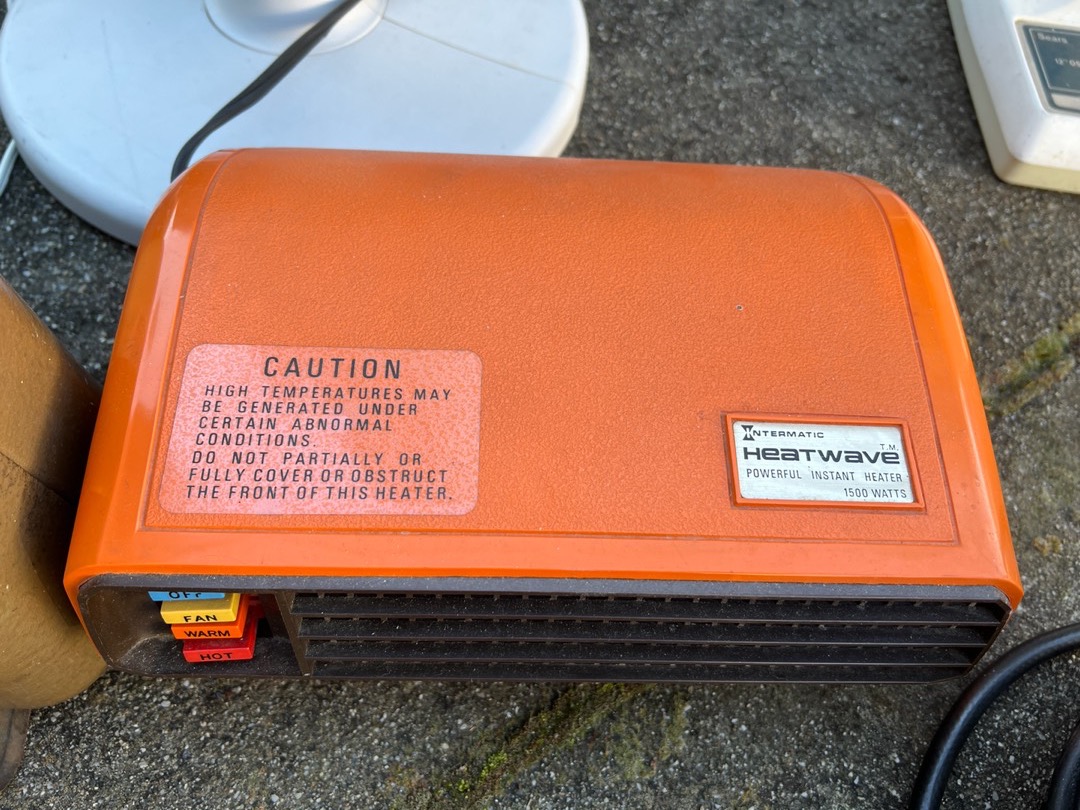 Sears
CAUTION
HIGH TEMPERATURES MAY
BE GENERATED UNDER
CERTAIN ABNORMAL
CONDITIONS.
DO NOT PARTIALLY OR
FULLY COVER OR OBSTRUCT
THE FRONT OF THIS HEATER.
INTERMATIC
T.M.
HEATWAVE
POWERFUL INSTANT HEATER
1500 WATTS
OFF
FAN
WARM
HOT